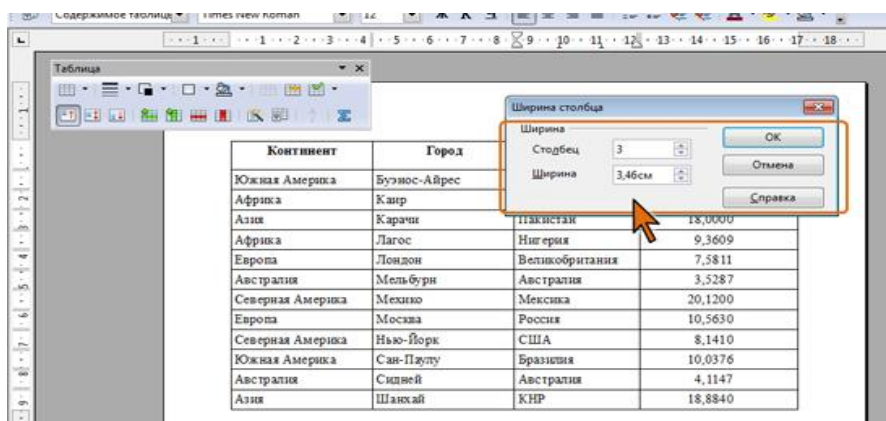 Содержимое таблиц Times New Roman 12 Ж К Ч
1 1 2 3 4 5 6 7 8 9 10 11 12 13 14 15 16 17 18
Таблица
Ширина столбца
Ширина
Столбец 3
Ширина 3,46см
ОК
Отмена
Справка
Континент Город
Южная Америка Буэнос-Айрес
Африка Каир
Азия Карачи Пакистан 18,0000
Африка Лагос Нигерия 9,3609
Европа Лондон Великобритания 7,5811
Австралия Мельбурн Австралия 3,5287
Северная Америка Мехико Мексика 20,1200
Европа Москва Россия 10,5630
Северная Америка Нью-Йорк США 8,1410
Южная Америка Сан-Паулу Бразилия 10,0376
Австралия Сидней Австралия 4,1147
Азия Шанхай КНР 18,8840